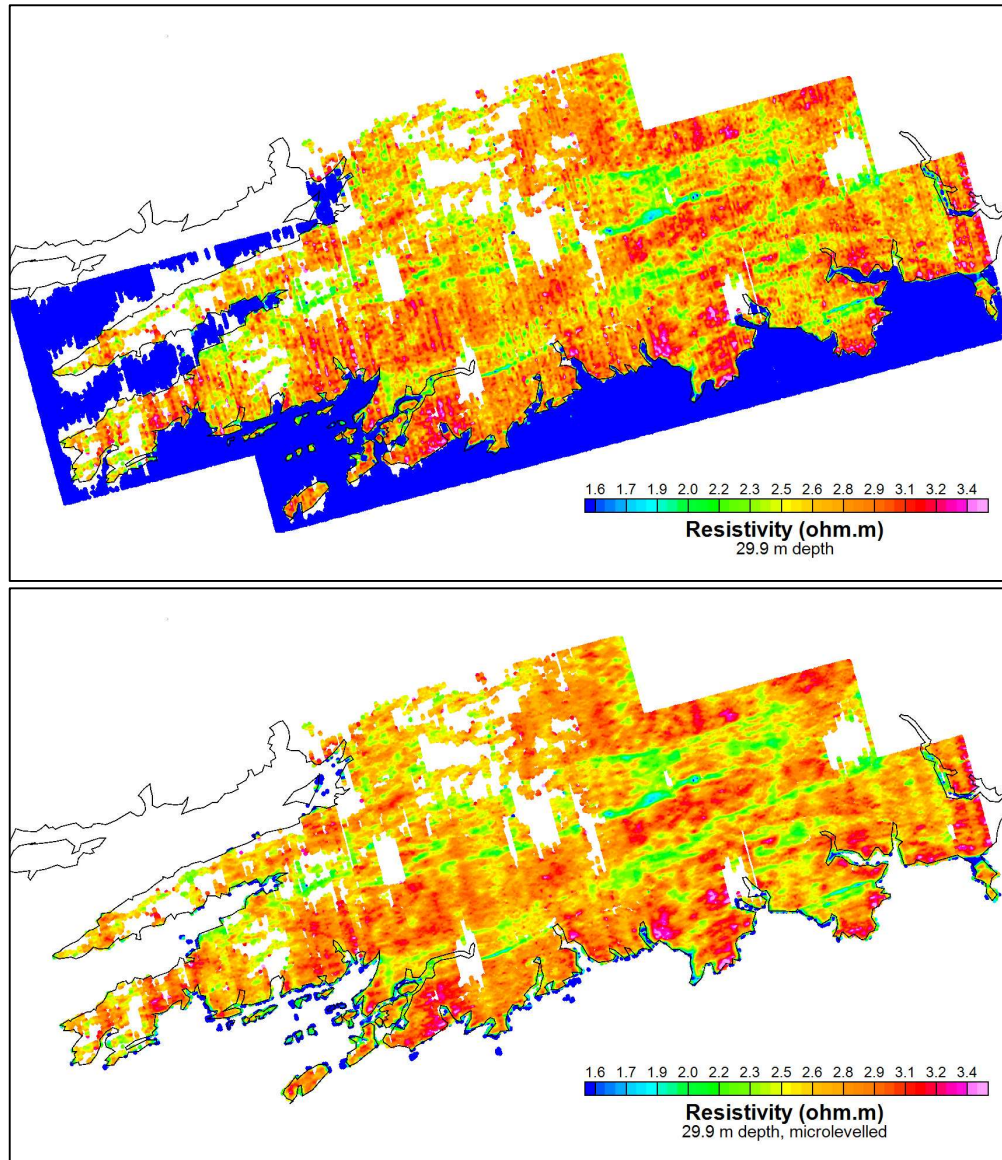 1.6 1.7 1.9 2.0 2.2 2.3 2.5 2.6 2.8 2.9 3.1 3.2 3.4
Resistivity (ohm.m)
29.9 m depth
1.6 1.7 1.9 2.0 2.2 2.3 2.5 2.6 2.8 2.9 3.1 3.2 3.4
Resistivity (ohm.m)
29.9 m depth, microlevelled